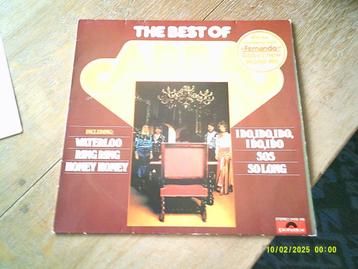 THE BEST OF
Fernando
INCLUDING:
WATERLOO
RING RING
HONEY HONEY
I DO, I DO, I DO,
I DO, I DO
SOS
SO LONG
10/02/2025 00:00